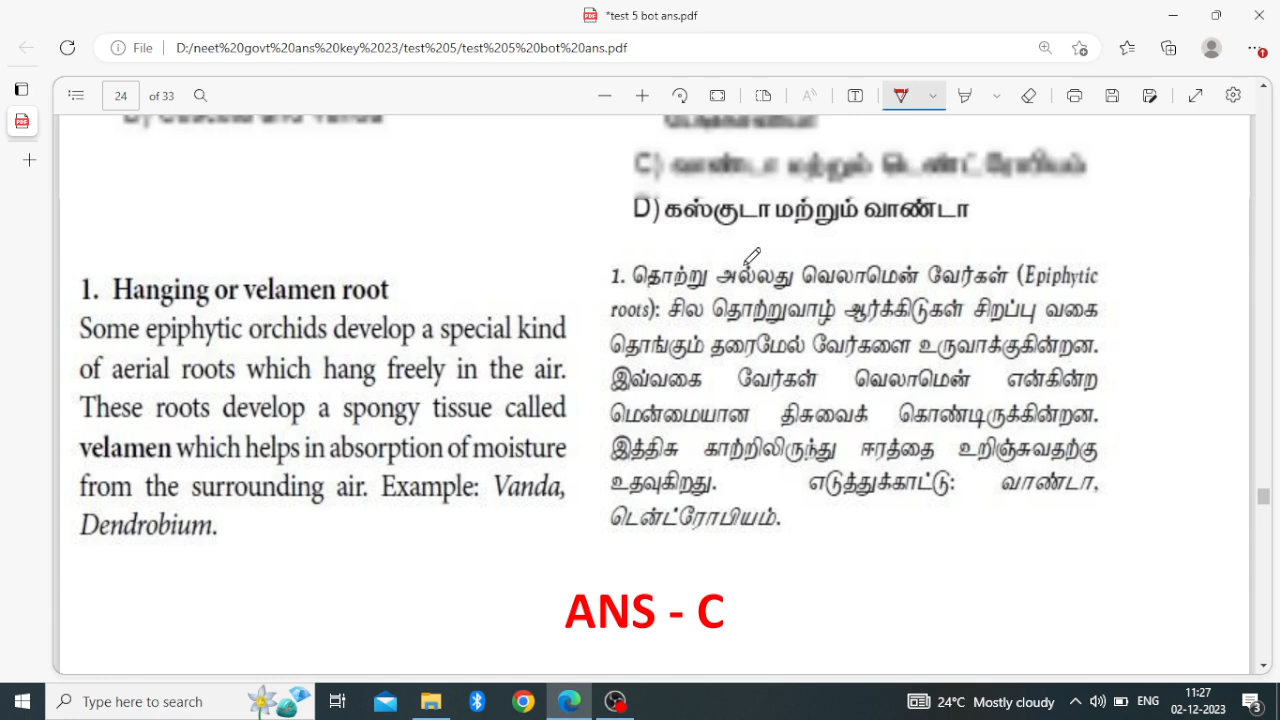 *test 5 bot ans.pdf
File
D:/neet%20govt%20ans%20key%2023/test%205/test%205%20bot%20ans.pdf
24 of 33
C) வாண்டா மற்றும் டெண்ட்ரோபியம்
D) கஸ்குடா மற்றும் வாண்டா
1. Hanging or velamen root
Some epiphytic orchids develop a special kind
of aerial roots which hang freely in the air.
These roots develop a spongy tissue called
velamen which helps in absorption of moisture
from the surrounding air. Example: Vanda,
Dendrobium.
1. தொற்று அல்லது வெலாமென் வேர்கள் (Epiphytic
roots): சில தொற்றுவாழ் ஆர்க்கிடுகள் சிறப்பு வகை
தொங்கும் தரைமேல் வேர்களை உருவாக்குகின்றன.
இவ்வகை வேர்கள் வெலாமென் என்கின்ற
மென்மையான திசுவைக் கொண்டிருக்கின்றன.
இத்திசு காற்றிலிருந்து ஈரத்தை உறிஞ்சுவதற்கு
உதவுகிறது. எடுத்துக்காட்டு: வாண்டா,
டென்ட்ரோபியம்.
ANS - C
Type here to search
24°C Mostly cloudy
ENG
11:27
02-12-2023
3